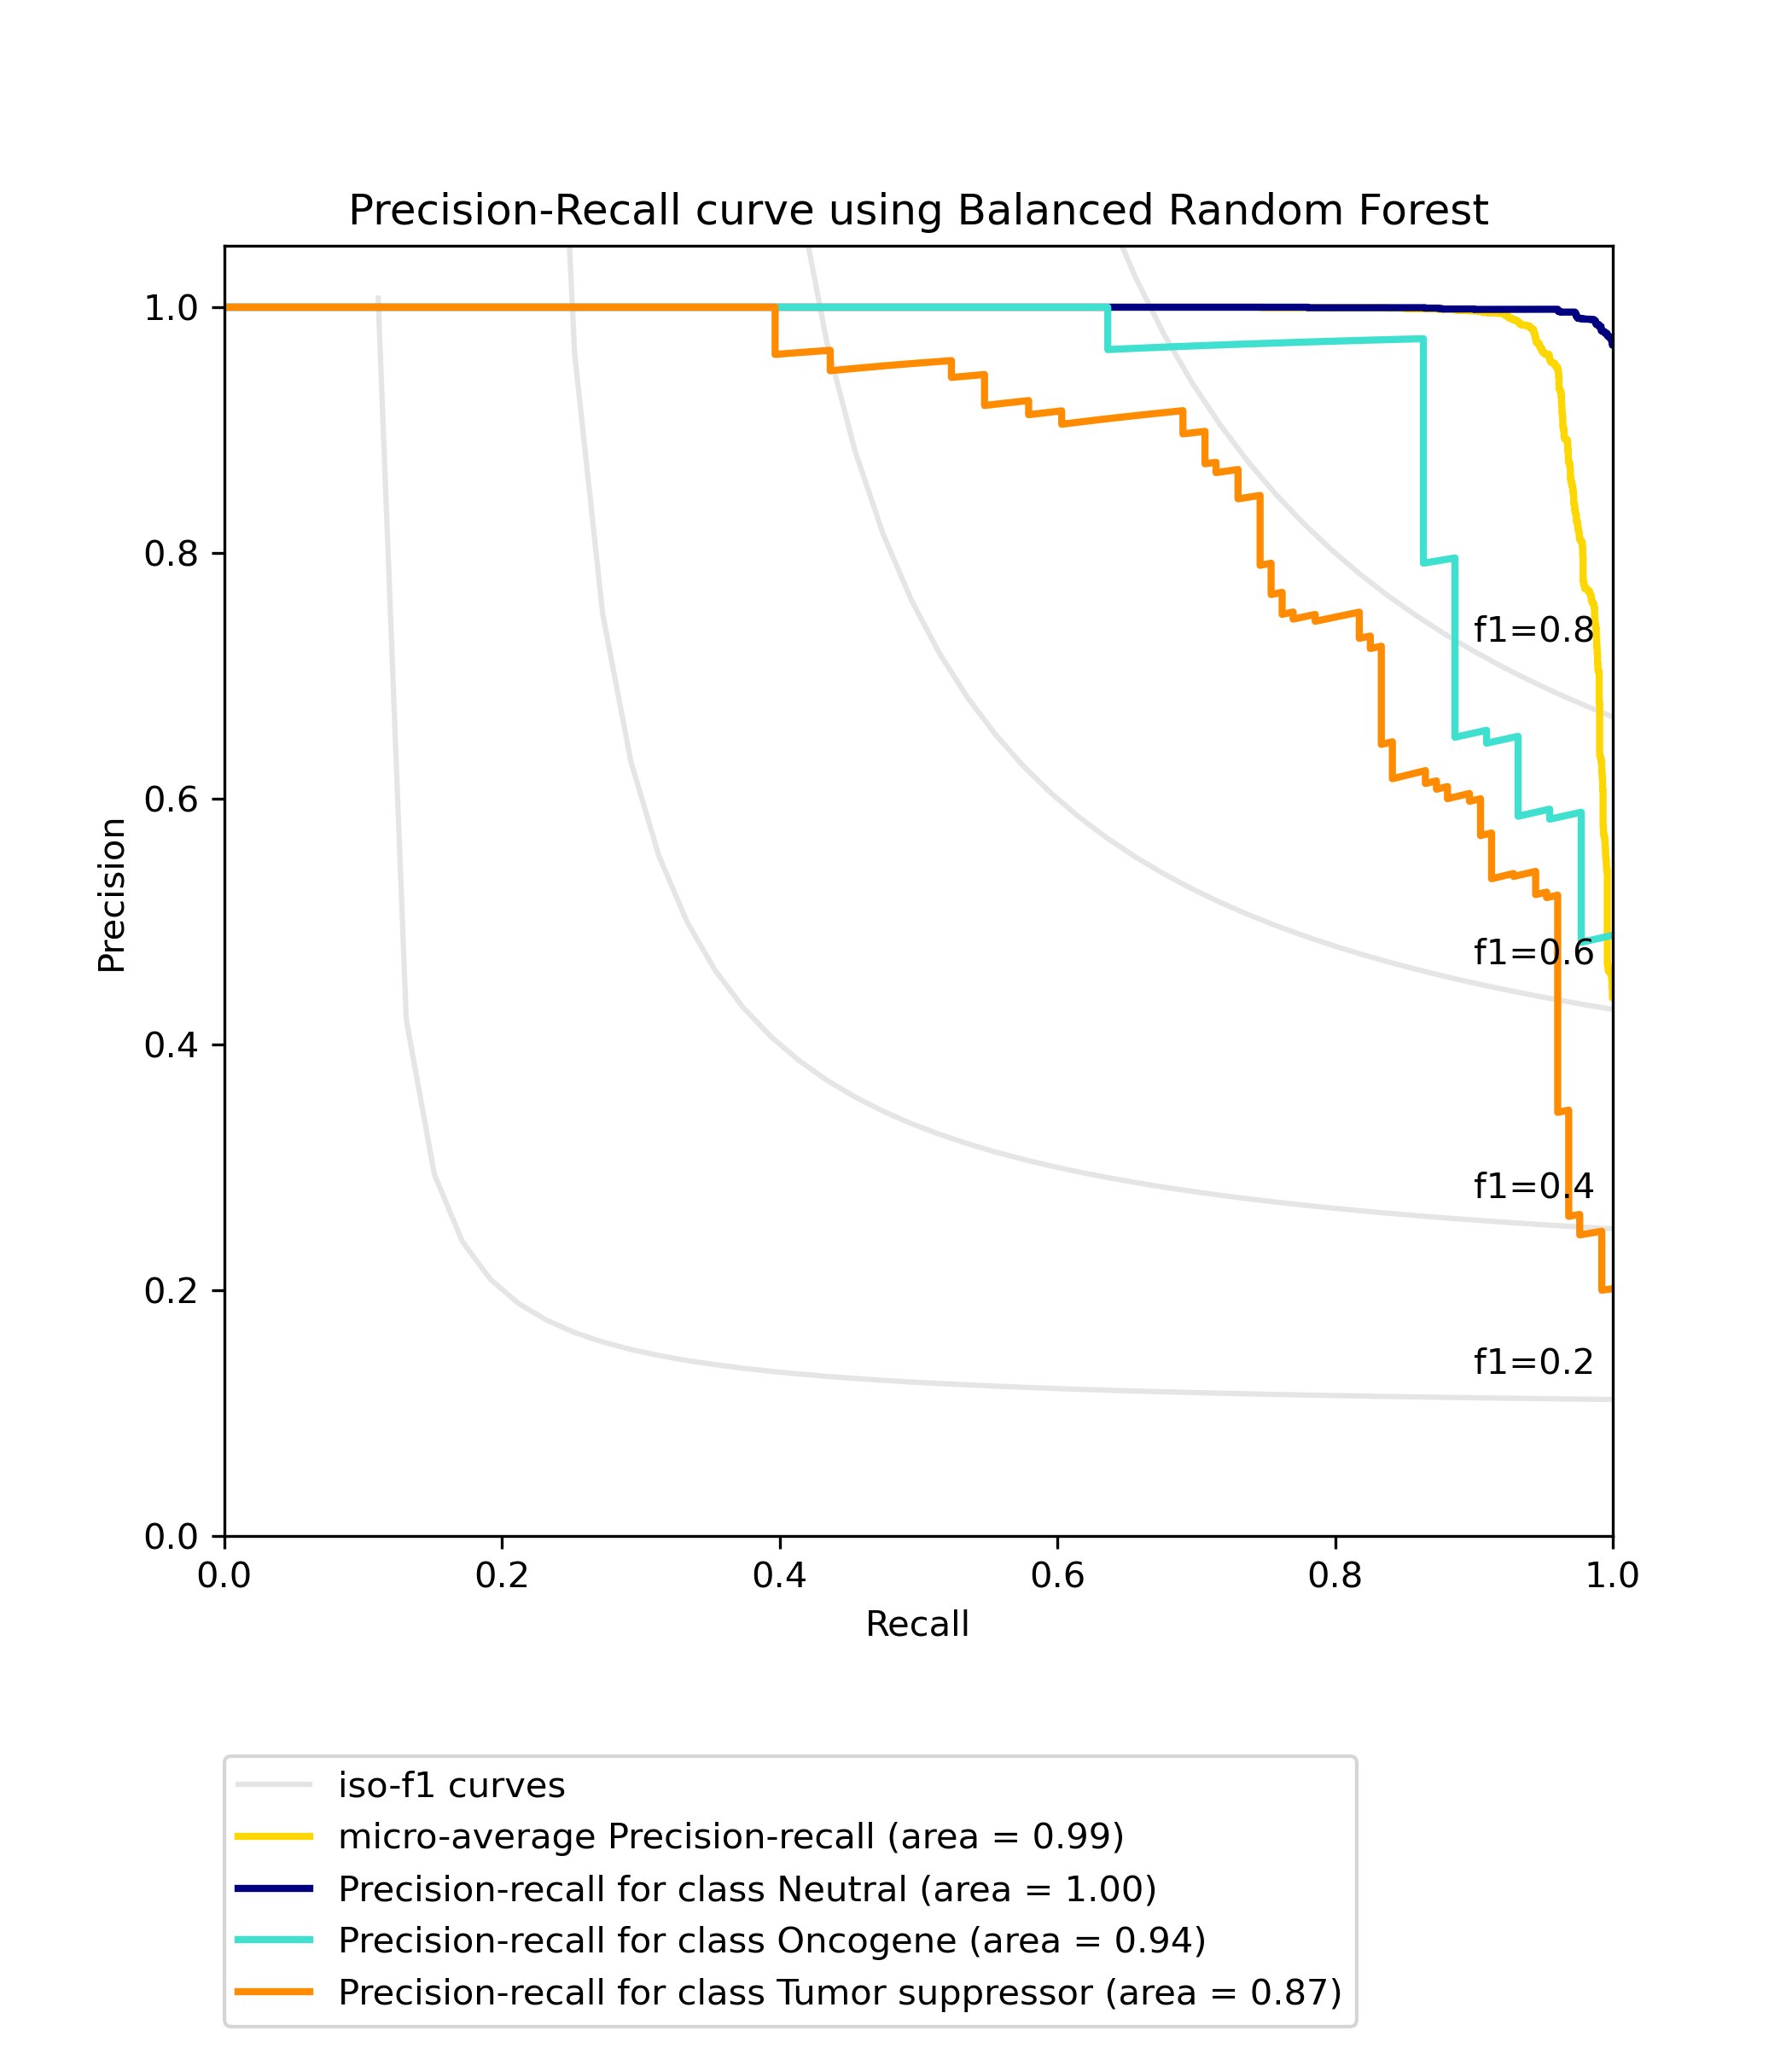 Precision-Recall curve using Balanced Random Forest
1.0
0.8
0.6
0.4
0.2
0.0
Precision
f1=0.8
f1=0.6
f1=0.4
f1=0.2
0.0 0.2 0.4 0.6 0.8 1.0
Recall
iso-f1 curves
micro-average Precision-recall (area = 0.99)
Precision-recall for class Neutral (area = 1.00)
Precision-recall for class Oncogene (area = 0.94)
Precision-recall for class Tumor suppressor (area = 0.87)